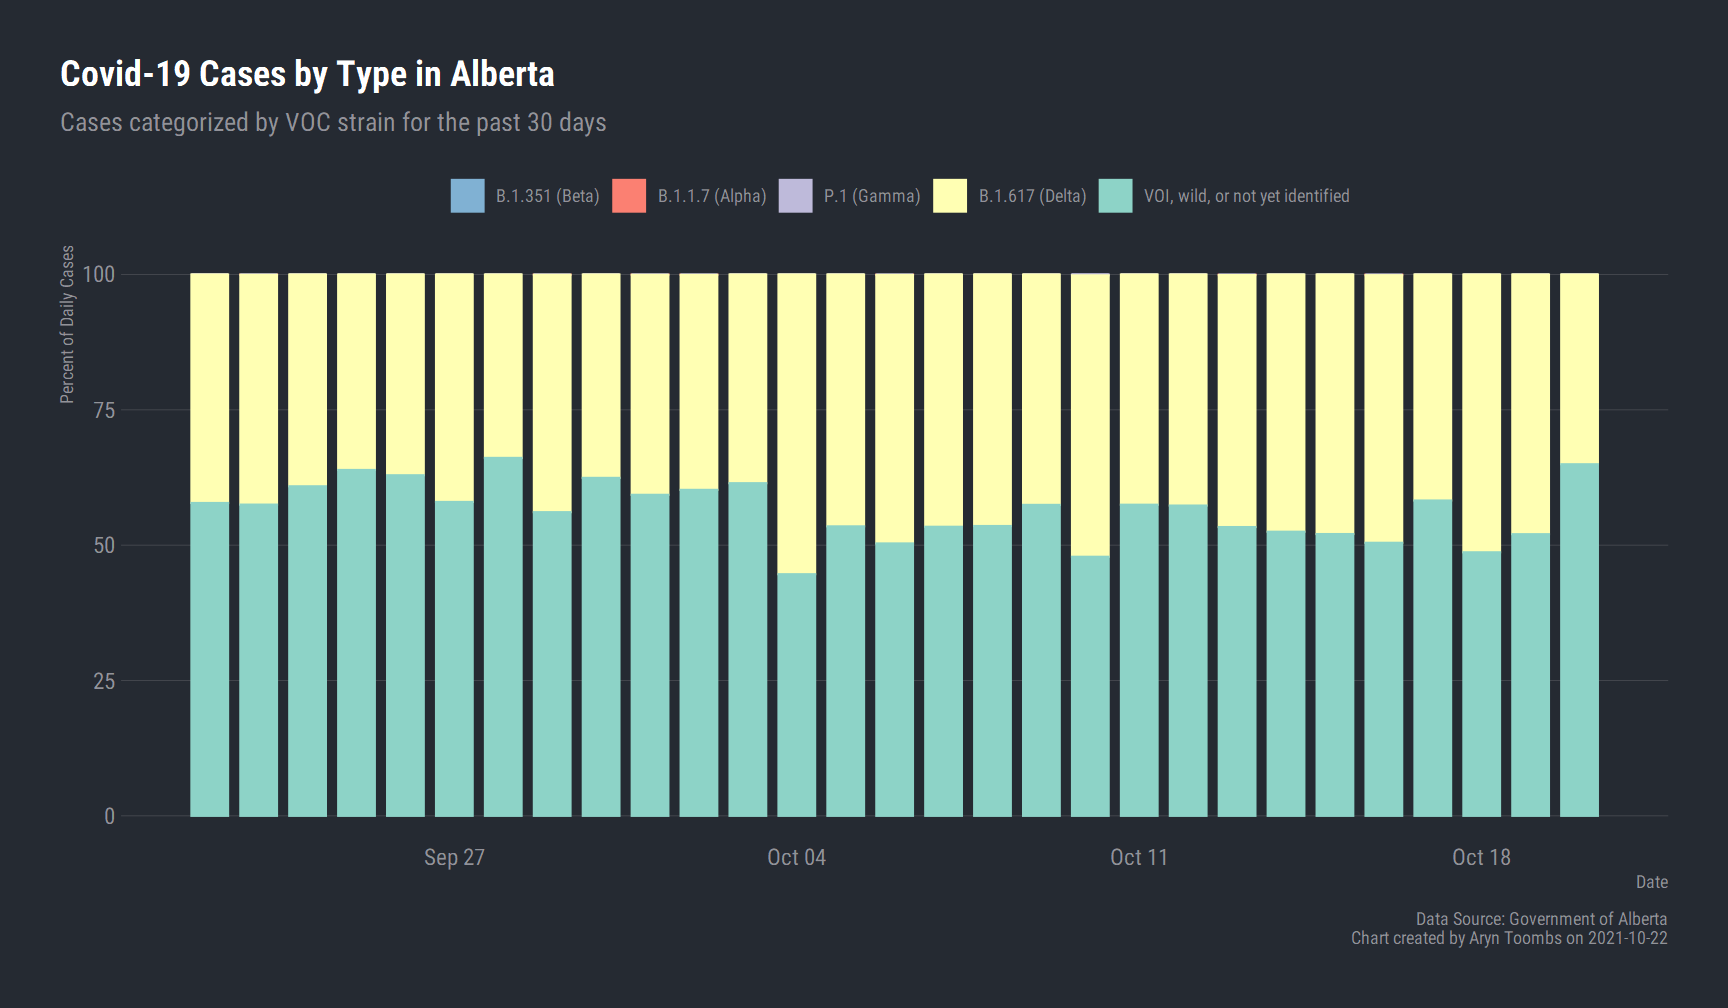 Covid-19 Cases by Type in Alberta
Cases categorized by VOC strain for the past 30 days
B.1.351 (Beta) B.1.1.7 (Alpha) P.1 (Gamma) B.1.617 (Delta) VOI, wild, or not yet identified
Percent of Daily Cases
100
75
50
25
0
Sep 27 Oct 04 Oct 11 Oct 18
Date
Data Source: Government of Alberta
Chart created by Aryn Toombs on 2021-10-22